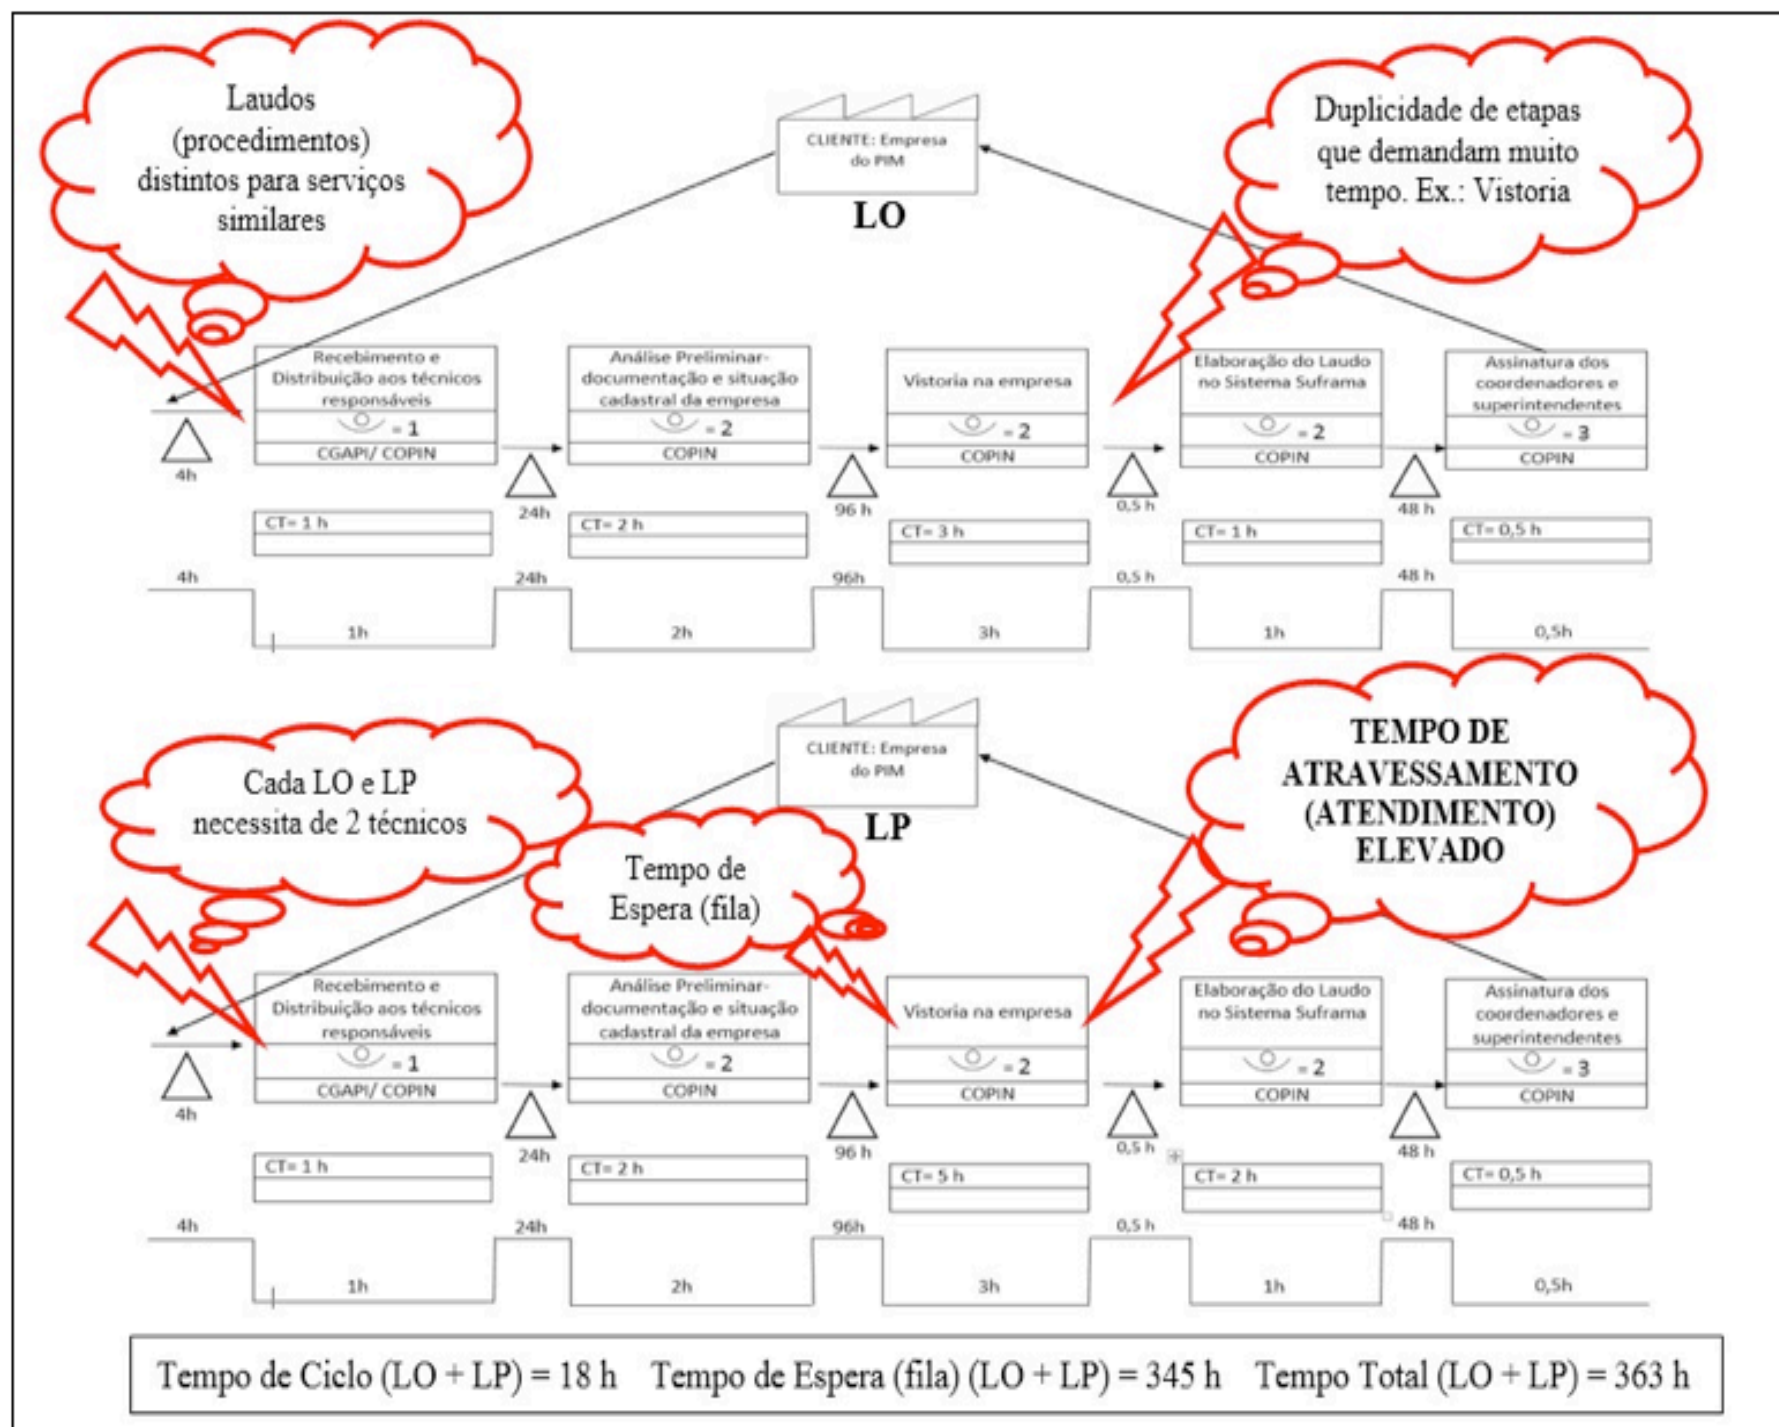 Laudos
(procedimentos)
distintos para serviços
similares
CLIENTE: Empresa
do PIM
LO
Duplicidade de etapas
que demandam muito
tempo. Ex.: Vistoria
4h
Recebimento e
Distribuição aos técnicos
responsáveis
= 1
CGAPI/ COPIN
CT= 1 h
24h
Análise Preliminar-
documentação e situação
cadastral da empresa
= 2
COPIN
CT= 2 h
96 h
Vistoria na empresa
= 2
COPIN
CT= 3 h
0,5 h
Elaboração do Laudo
no Sistema Suframa
= 2
COPIN
CT= 1 h
48 h
Assinatura dos
coordenadores e
superintendentes
= 3
COPIN
CT= 0,5 h
4h
1h
24h
2h
96h
3h
0,5 h
1h
48 h
0,5h
Cada LO e LP
necessita de 2 técnicos
Tempo de
Espera (fila)
CLIENTE: Empresa
do PIM
LP
TEMPO DE
ATRAVESSAMENTO
(ATENDIMENTO)
ELEVADO
4h
Recebimento e
Distribuição aos técnicos
responsáveis
= 1
CGAPI/ COPIN
CT= 1 h
24h
Análise Preliminar-
documentação e situação
cadastral da empresa
= 2
COPIN
CT= 2 h
96 h
Vistoria na empresa
= 2
COPIN
CT= 5 h
0,5 h
Elaboração do Laudo
no Sistema Suframa
= 2
COPIN
CT= 2 h
48 h
Assinatura dos
coordenadores e
superintendentes
= 3
COPIN
CT= 0,5 h
4h
1h
24h
2h
96h
3h
0,5 h
1h
48 h
0,5h
Tempo de Ciclo (LO + LP) = 18 h Tempo de Espera (fila) (LO + LP) = 345 h Tempo Total (LO + LP) = 363 h